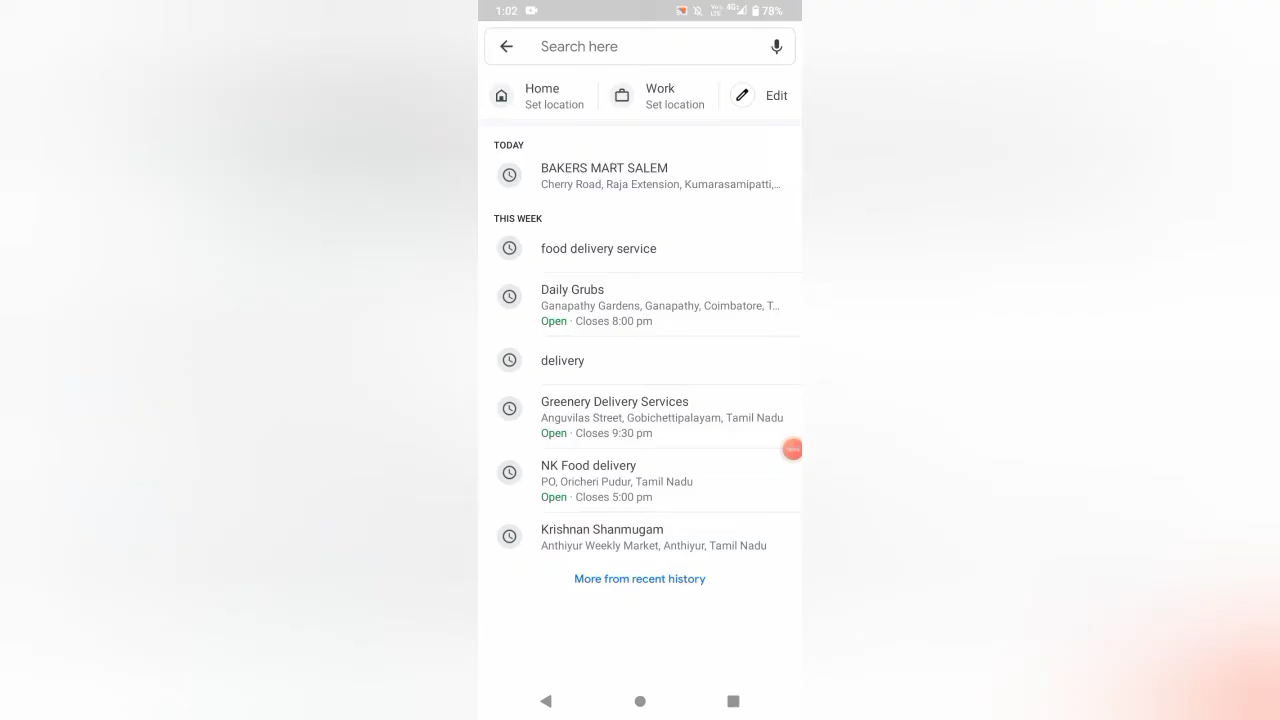 1:02 Vo)) LTE 4G 78%
Search here
Home Work Edit
Set location Set location
TODAY
BAKERS MART SALEM
Cherry Road, Raja Extension, Kumarasamipatti,...
THIS WEEK
food delivery service
Daily Grubs
Ganapathy Gardens, Ganapathy, Coimbatore, T...
Open · Closes 8:00 pm
delivery
Greenery Delivery Services
Anguvilas Street, Gobichettipalayam, Tamil Nadu
Open · Closes 9:30 pm
NK Food delivery
PO, Oricheri Pudur, Tamil Nadu
Open · Closes 5:00 pm
Krishnan Shanmugam
Anthiyur Weekly Market, Anthiyur, Tamil Nadu
More from recent history